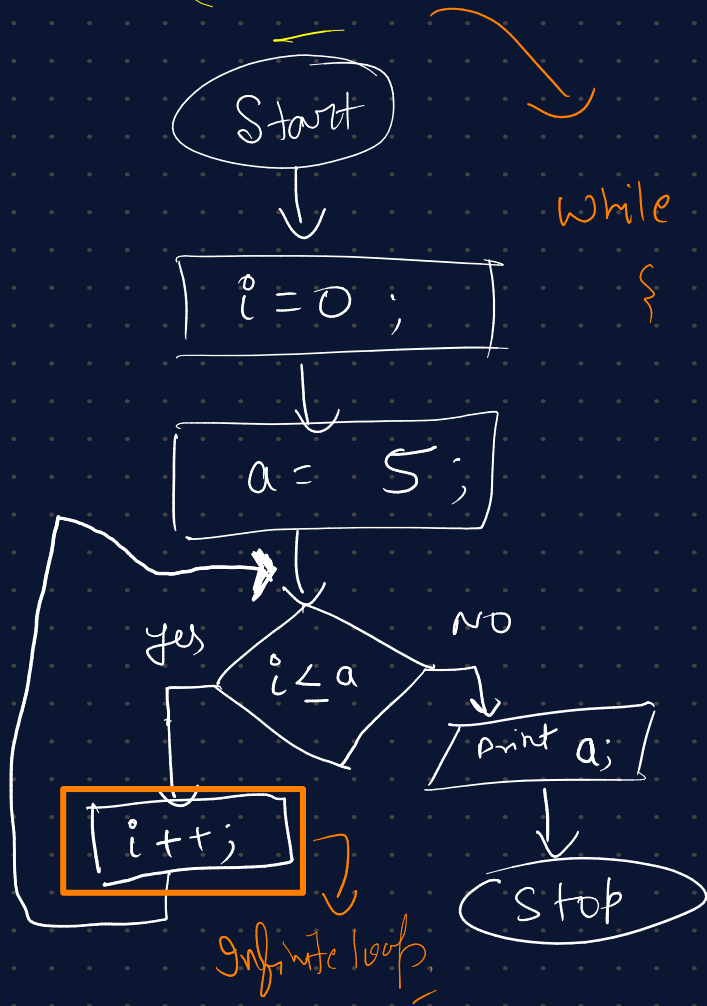 Start
while
{
i = 0 ;
a = 5 ;
yes
NO
i ≤ a
print a;
i ++;
Stop
Infinite loop.